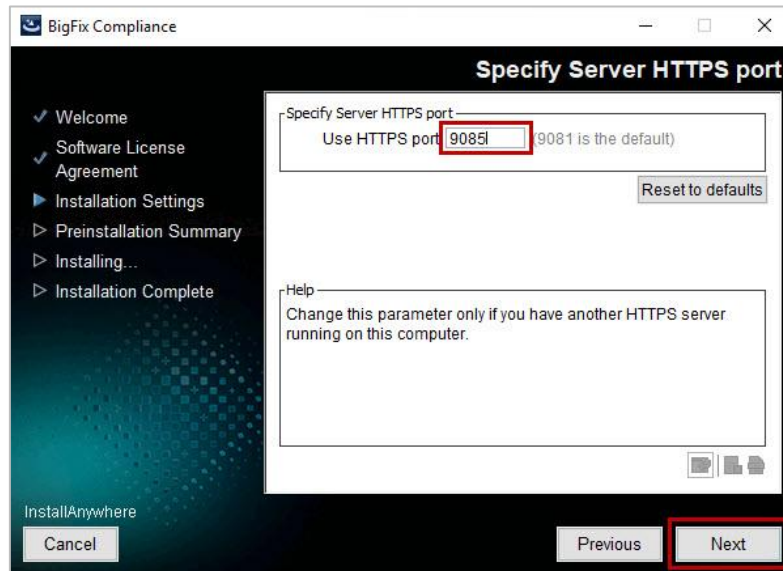 BigFix Compliance
Specify Server HTTPS port
Welcome
Software License
Agreement
Installation Settings
Preinstallation Summary
Installing...
Installation Complete
Specify Server HTTPS port
Use HTTPS port 9085 (9081 is the default)
Reset to defaults
Help
Change this parameter only if you have another HTTPS server
running on this computer.
InstallAnywhere
Cancel
Previous
Next